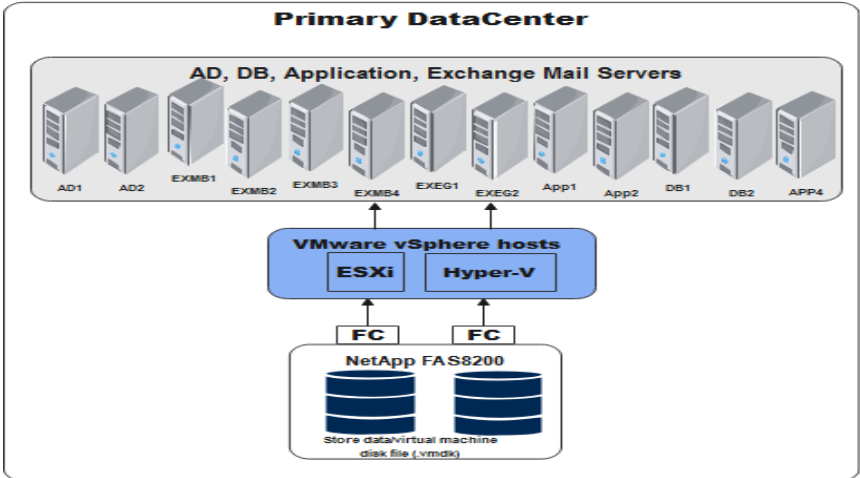 Primary DataCenter
AD, DB, Application, Exchange Mail Servers
AD1 AD2 EXMB1 EXMB2 EXMB3 EXMB4 EXEG1 EXEG2 App1 App2 DB1 DB2 APP4
VMware vSphere hosts
ESXi Hyper-V
FC FC
NetApp FAS8200
Store data/virtual machine
disk file (.vmdk)